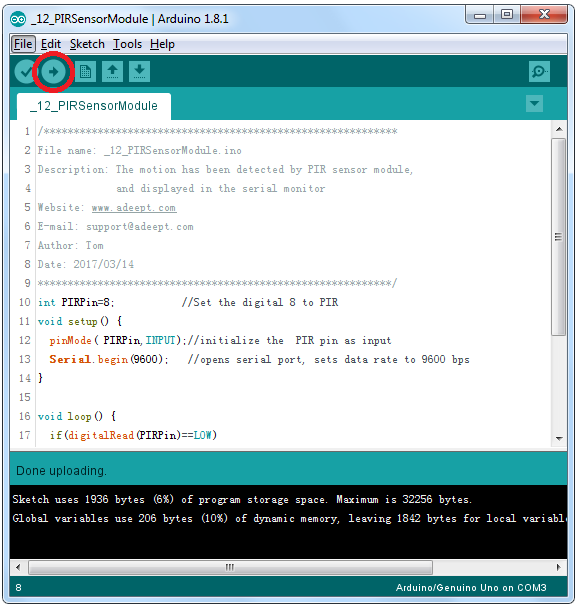 _12_PIRSensorModule | Arduino 1.8.1
File Edit Sketch Tools Help
_12_PIRSensorModule
1 /***********************************************************
2 File name: _12_PIRSensorModule.ino
3 Description: The motion has been detected by PIR sensor module,
4 and displayed in the serial monitor
5 Website: www.adeept.com
6 E-mail: support@adeept.com
7 Author: Tom
8 Date: 2017/03/14
9 ***********************************************************/
10 int PIRPin=8; //Set the digital 8 to PIR
11 void setup() {
12 pinMode( PIRPin,INPUT);//initialize the PIR pin as input
13 Serial.begin(9600); //opens serial port, sets data rate to 9600 bps
14 }
15
16 void loop() {
17 if(digitalRead(PIRPin)==LOW)
Done uploading.
Sketch uses 1936 bytes (6%) of program storage space. Maximum is 32256 bytes.
Global variables use 206 bytes (10%) of dynamic memory, leaving 1842 bytes for local variable
8 Arduino/Genuino Uno on COM3